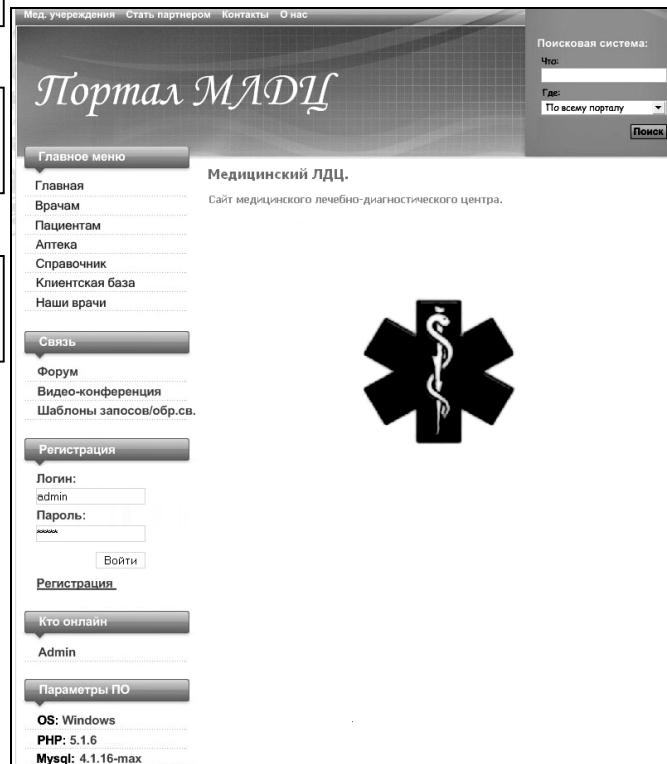 Мед. учереждения Стать партнером Контакты О нас
Поисковая система:
Что:
Где:
По всему порталу
Поиск
Портал МЛДЦ
Главное меню
Главная
Врачам
Пациентам
Аптека
Справочник
Клиентская база
Наши врачи
Связь
Форум
Видео-конференция
Шаблоны запосов/обр.св.
Регистрация
Логин:
admin
Пароль:
*****
Войти
Регистрация
Кто онлайн
Admin
Параметры ПО
OS: Windows
PHP: 5.1.6
Mysql: 4.1.16-max
Медицинский ЛДЦ.
Сайт медицинского лечебно-диагностического центра.